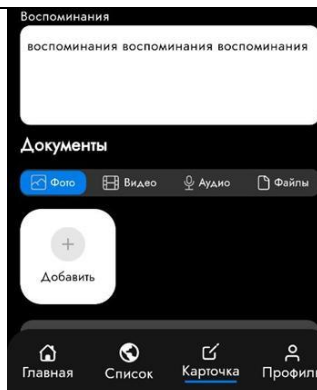 Воспоминания
воспоминания воспоминания воспоминания
Документы
Фото Видео Аудио Файлы
Добавить
Главная Список Карточка Профиль